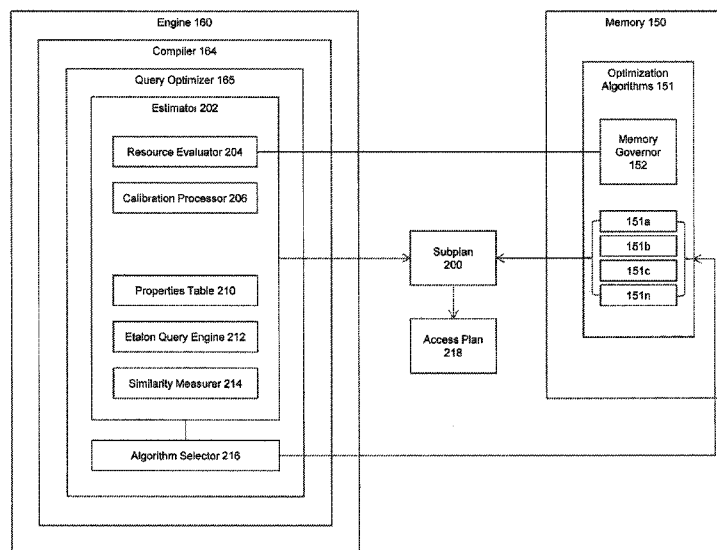 Engine 160
Compiler 164
Query Optimizer 165
Estimator 202
Resource Evaluator 204
Calibration Processor 206
Properties Table 210
Etalon Query Engine 212
Similarity Measurer 214
Algorithm Selector 216
Subplan
200
Access Plan
218
Memory 150
Optimization
Algorithms 151
Memory
Governor
152
151a
151b
151c
151n